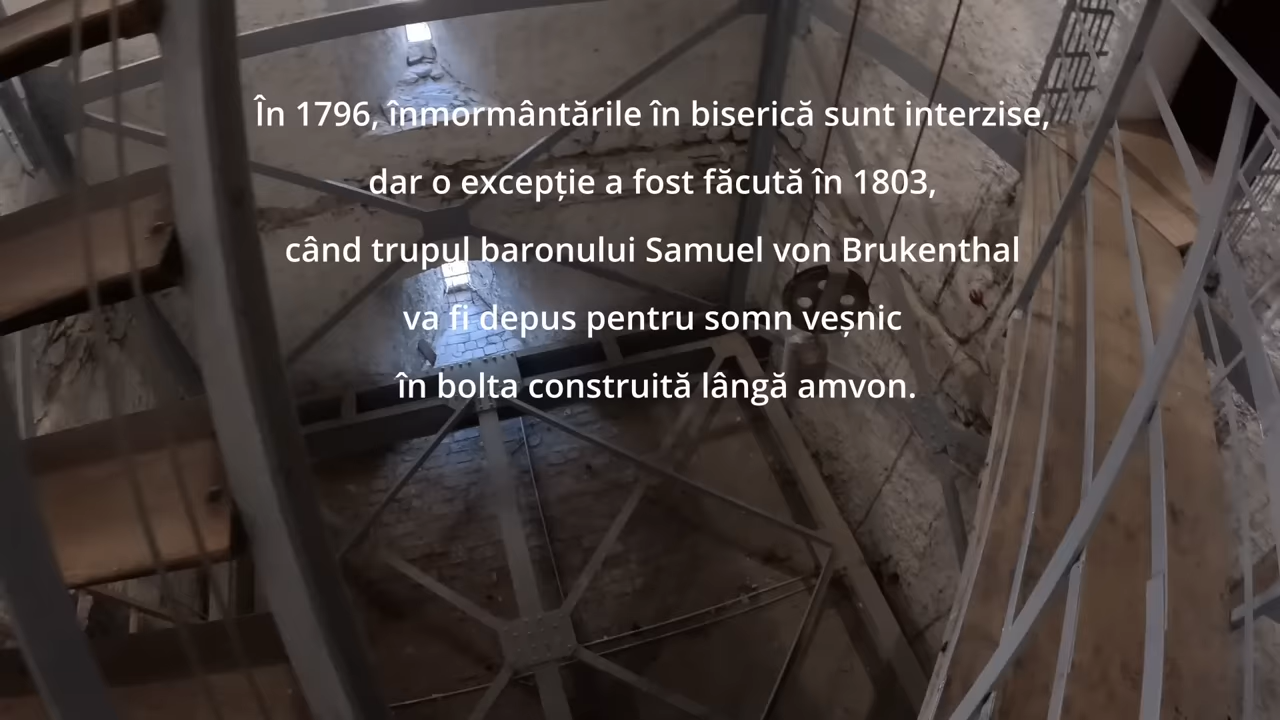 În 1796, înmormântările în biserică sunt interzise,
dar o excepție a fost făcută în 1803,
când trupul baronului Samuel von Brukenthal
va fi depus pentru somn veșnic
în bolta construită lângă amvon.